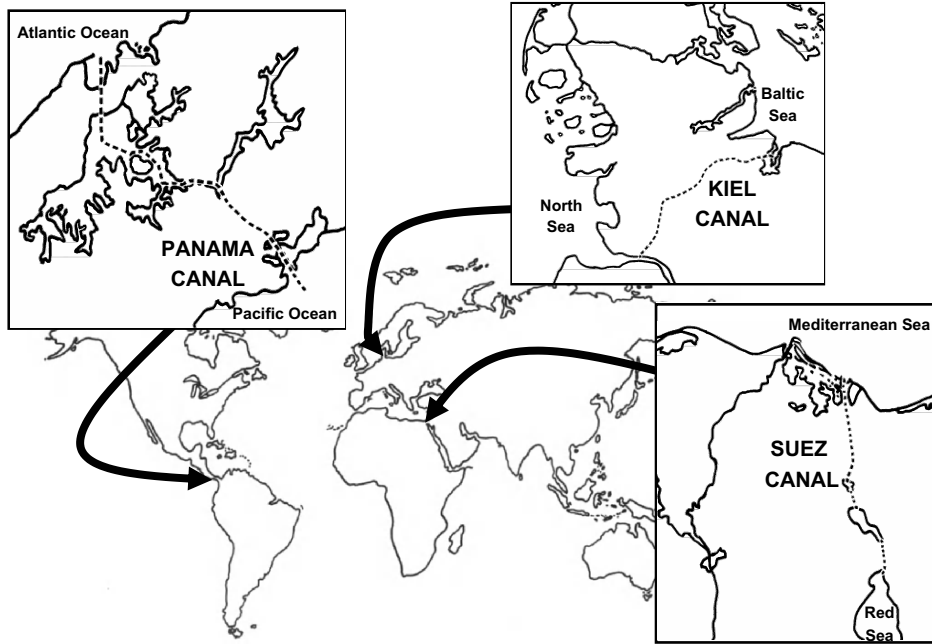 Atlantic Ocean
PANAMA
CANAL
Pacific Ocean
North
Sea
Baltic
Sea
KIEL
CANAL
Mediterranean Sea
SUEZ
CANAL
Red
Sea